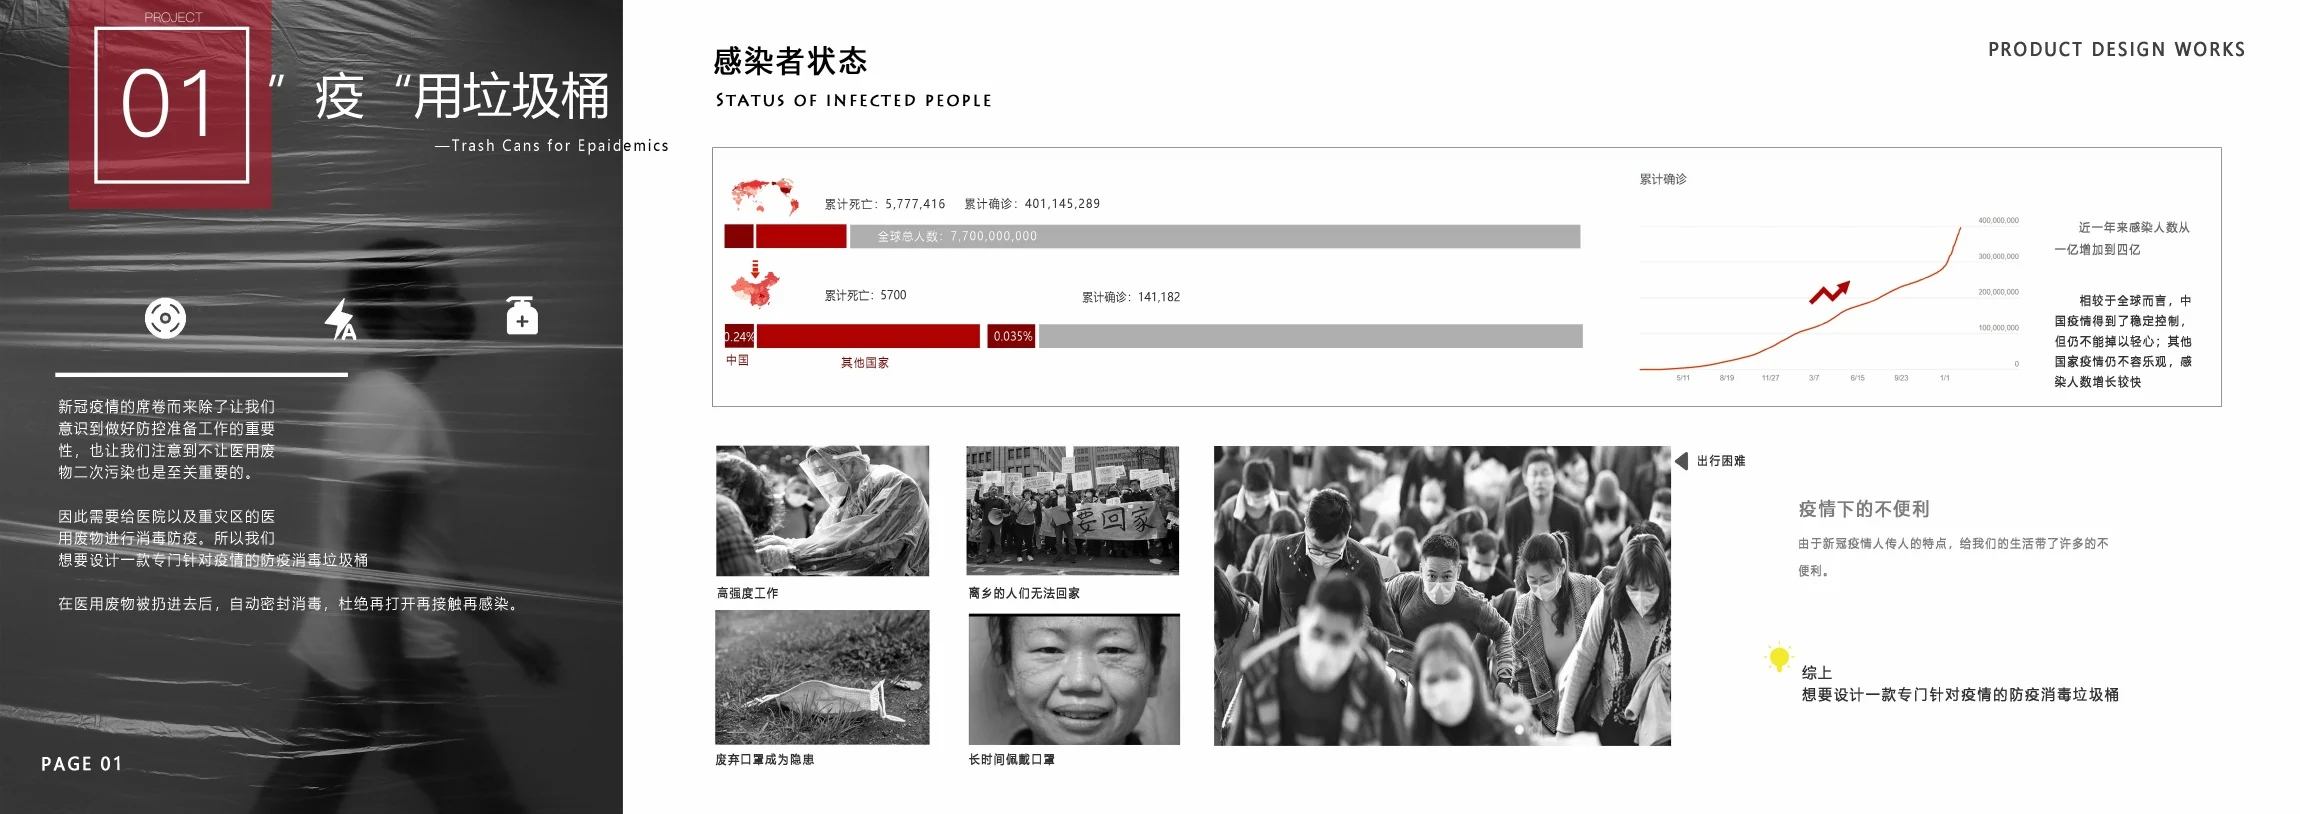 PROJECT
01
”疫“用垃圾桶
—Trash Cans for Epaidemics
A
新冠疫情的席卷而来除了让我们
意识到做好防控准备工作的重要
性，也让我们注意到不让医用废
物二次污染也是至关重要的。
因此需要给医院以及重灾区的医
用废物进行消毒防疫。所以我们
想要设计一款专门针对疫情的防疫消毒垃圾桶
在医用废物被扔进去后，自动密封消毒，杜绝再打开再接触再感染。
PAGE 01
感染者状态
STATUS OF INFECTED PEOPLE
PRODUCT DESIGN WORKS
累计死亡：5,777,416 累计确诊：401,145,289
全球总人数：7,700,000,000
累计死亡：5700 累计确诊：141,182
0.24% 0.035%
中国 其他国家
累计确诊
400,000,000
300,000,000
200,000,000
100,000,000
0
5/11 8/19 11/27 3/7 6/15 9/23 1/1
近一年来感染人数从
一亿增加到四亿
相较于全球而言，中
国疫情得到了稳定控制，
但仍不能掉以轻心；其他
国家疫情仍不容乐观，感
染人数增长较快
要回家
高强度工作
离乡的人们无法回家
废弃口罩成为隐患
长时间佩戴口罩
出行困难
疫情下的不便利
由于新冠疫情人传人的特点，给我们的生活带了许多的不
便利。
综上
想要设计一款专门针对疫情的防疫消毒垃圾桶